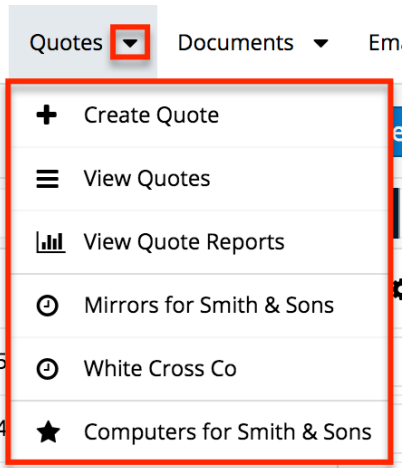 Quotes Documents Em
Create Quote
View Quotes
View Quote Reports
Mirrors for Smith & Sons
White Cross Co
Computers for Smith & Sons